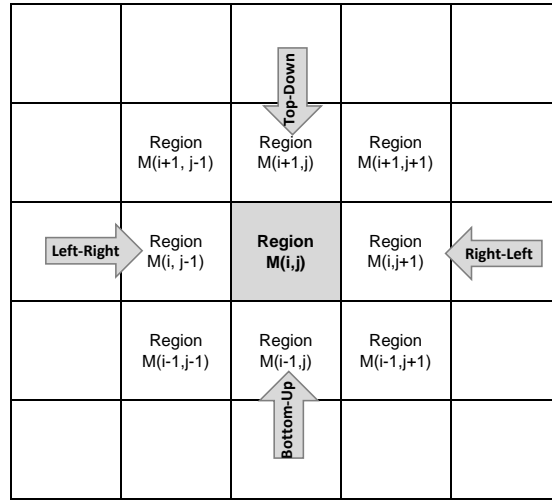 Top-Down
Region
M(i+1, j-1)
Region
M(i+1,j)
Region
M(i+1,j+1)
Left-Right
Region
M(i, j-1)
Region
M(i,j)
Region
M(i,j+1)
Right-Left
Region
M(i-1,j-1)
Region
M(i-1,j)
Region
M(i-1,j+1)
Bottom-Up